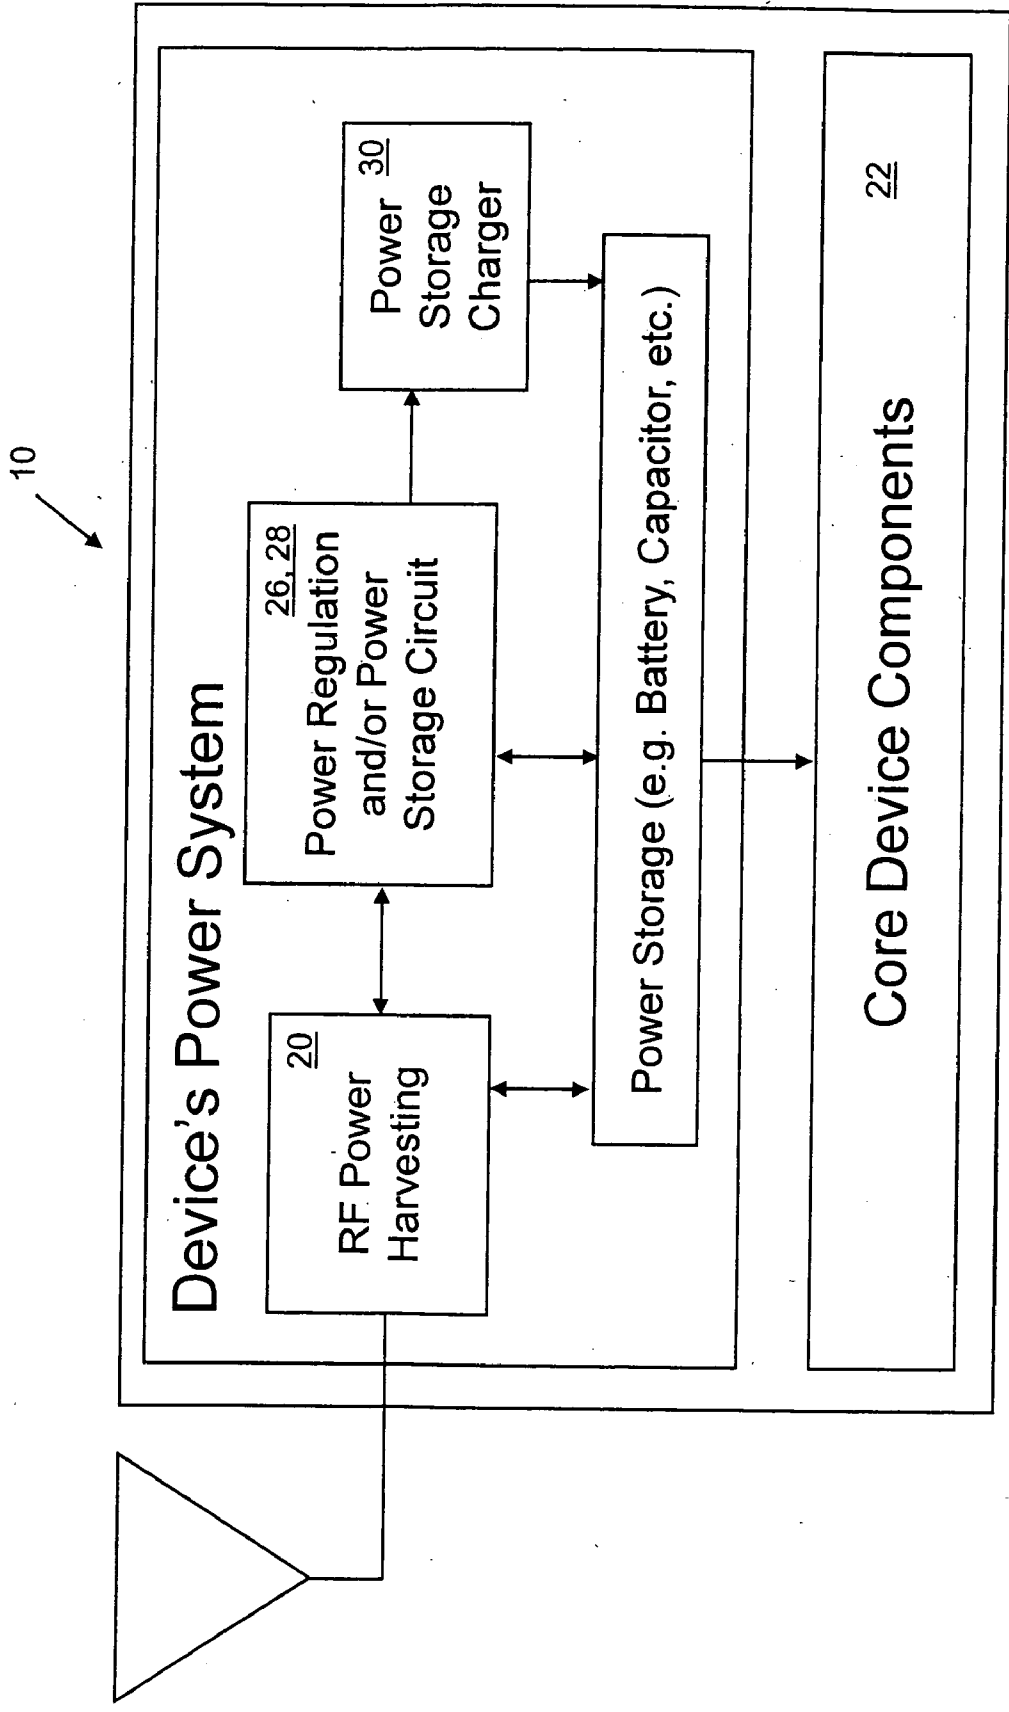 10
Device's Power System
20
RF Power
Harvesting
26, 28
Power Regulation
and/or Power
Storage Circuit
30
Power
Storage
Charger
Power Storage (e.g. Battery, Capacitor, etc.)
22
Core Device Components